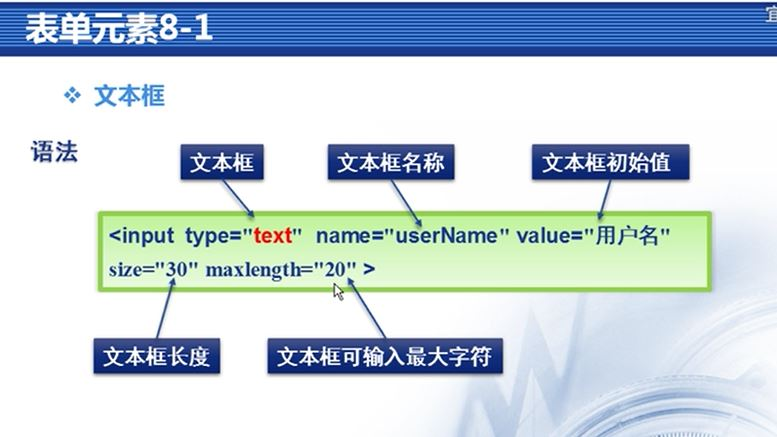 表单元素8-1
文本框
语法
文本框
文本框名称
文本框初始值
<input type="text" name="userName" value="用户名"
size="30" maxlength="20" >
文本框长度
文本框可输入最大字符